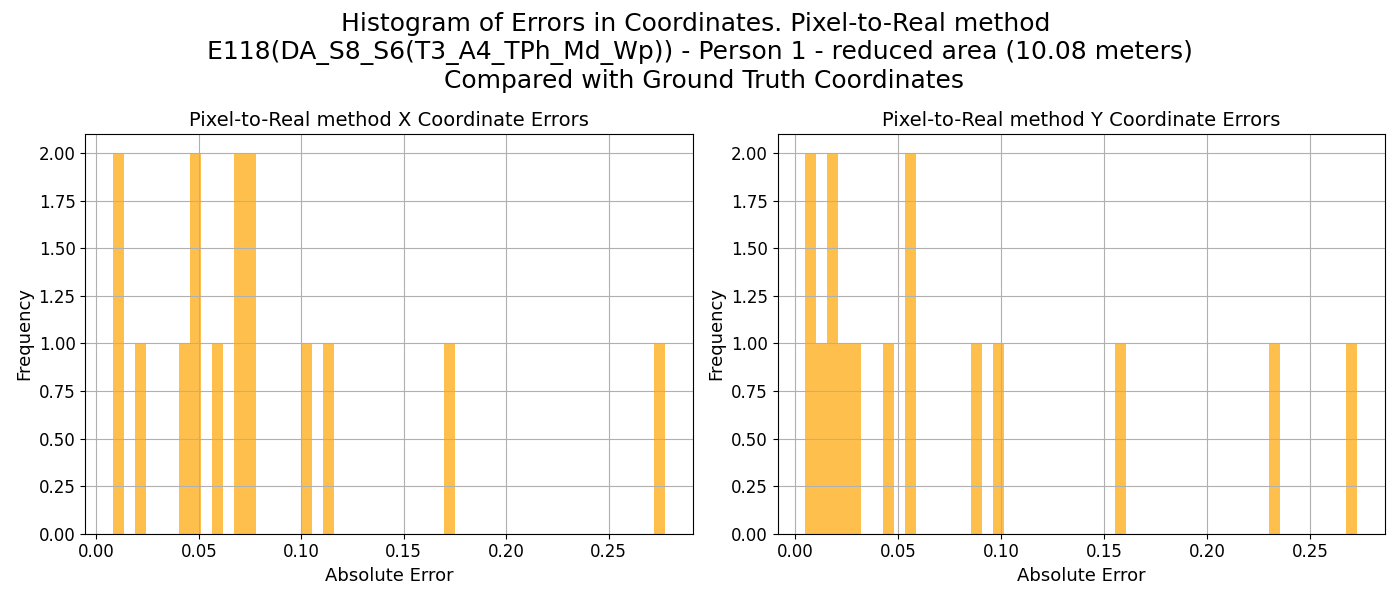 Histogram of Errors in Coordinates. Pixel-to-Real method
E118(DA_S8_S6(T3_A4_TPh_Md_Wp)) - Person 1 - reduced area (10.08 meters)
Compared with Ground Truth Coordinates
Pixel-to-Real method X Coordinate Errors
Frequency
2.00
1.75
1.50
1.25
1.00
0.75
0.50
0.25
0.00
0.00 0.05 0.10 0.15 0.20 0.25
Absolute Error
Pixel-to-Real method Y Coordinate Errors
Frequency
2.00
1.75
1.50
1.25
1.00
0.75
0.50
0.25
0.00
0.00 0.05 0.10 0.15 0.20 0.25
Absolute Error